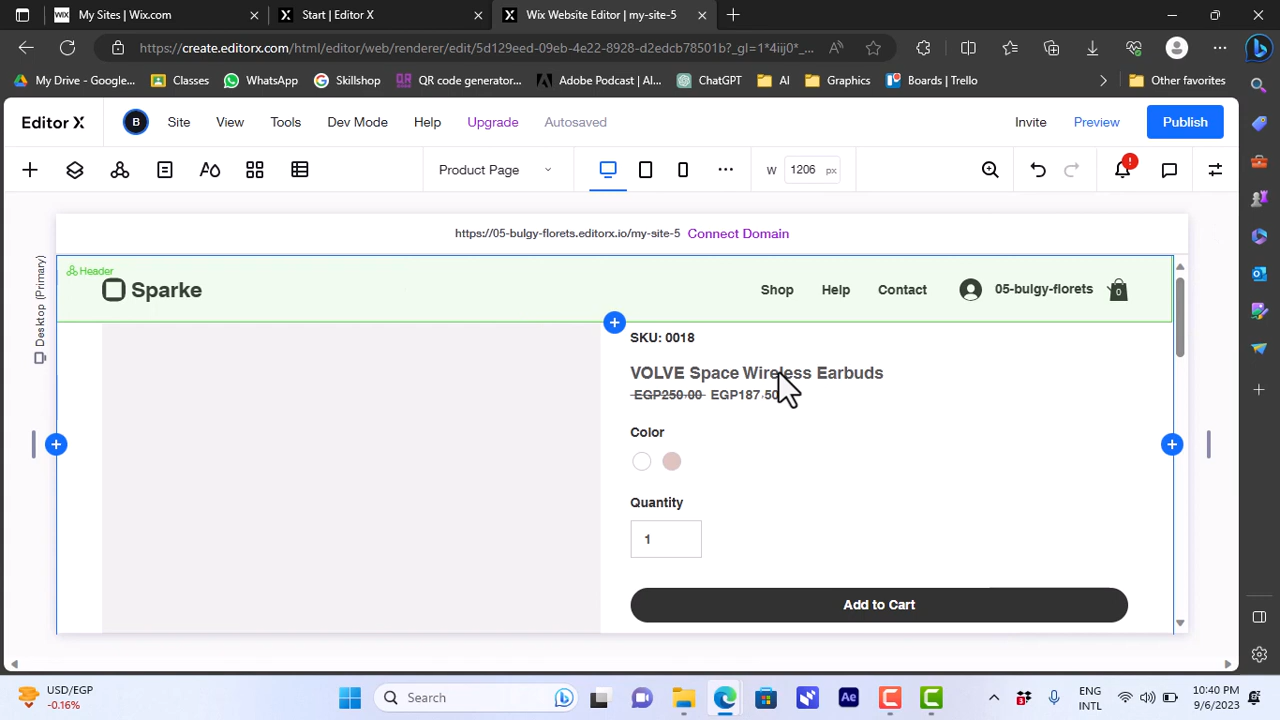 My Sites | Wix.com
Start | Editor X
Wix Website Editor | my-site-5
https://create.editorx.com/html/editor/web/renderer/edit/5d129eed-09eb-4e22-8928-d2edcb78501b?_gl=1*4iij0*_...
My Drive - Google...
Classes
WhatsApp
Skillshop
QR code generator...
Adobe Podcast | Al...
ChatGPT
AI
Graphics
Boards | Trello
Other favorites
Editor X
B
Site
View
Tools
Dev Mode
Help
Upgrade
Autosaved
Invite
Preview
Publish
Product Page
W 1206 px
https://05-bulgy-florets.editorx.io/my-site-5 Connect Domain
Desktop (Primary)
Header
Sparke
Shop
Help
Contact
05-bulgy-florets
0
SKU: 0018
VOLVE Space Wireless Earbuds
EGP250.00 EGP187.50
Color
Quantity
1
Add to Cart
USD/EGP
-0.16%
Search
Ae
ENG
INTL
10:40 PM
9/6/2023